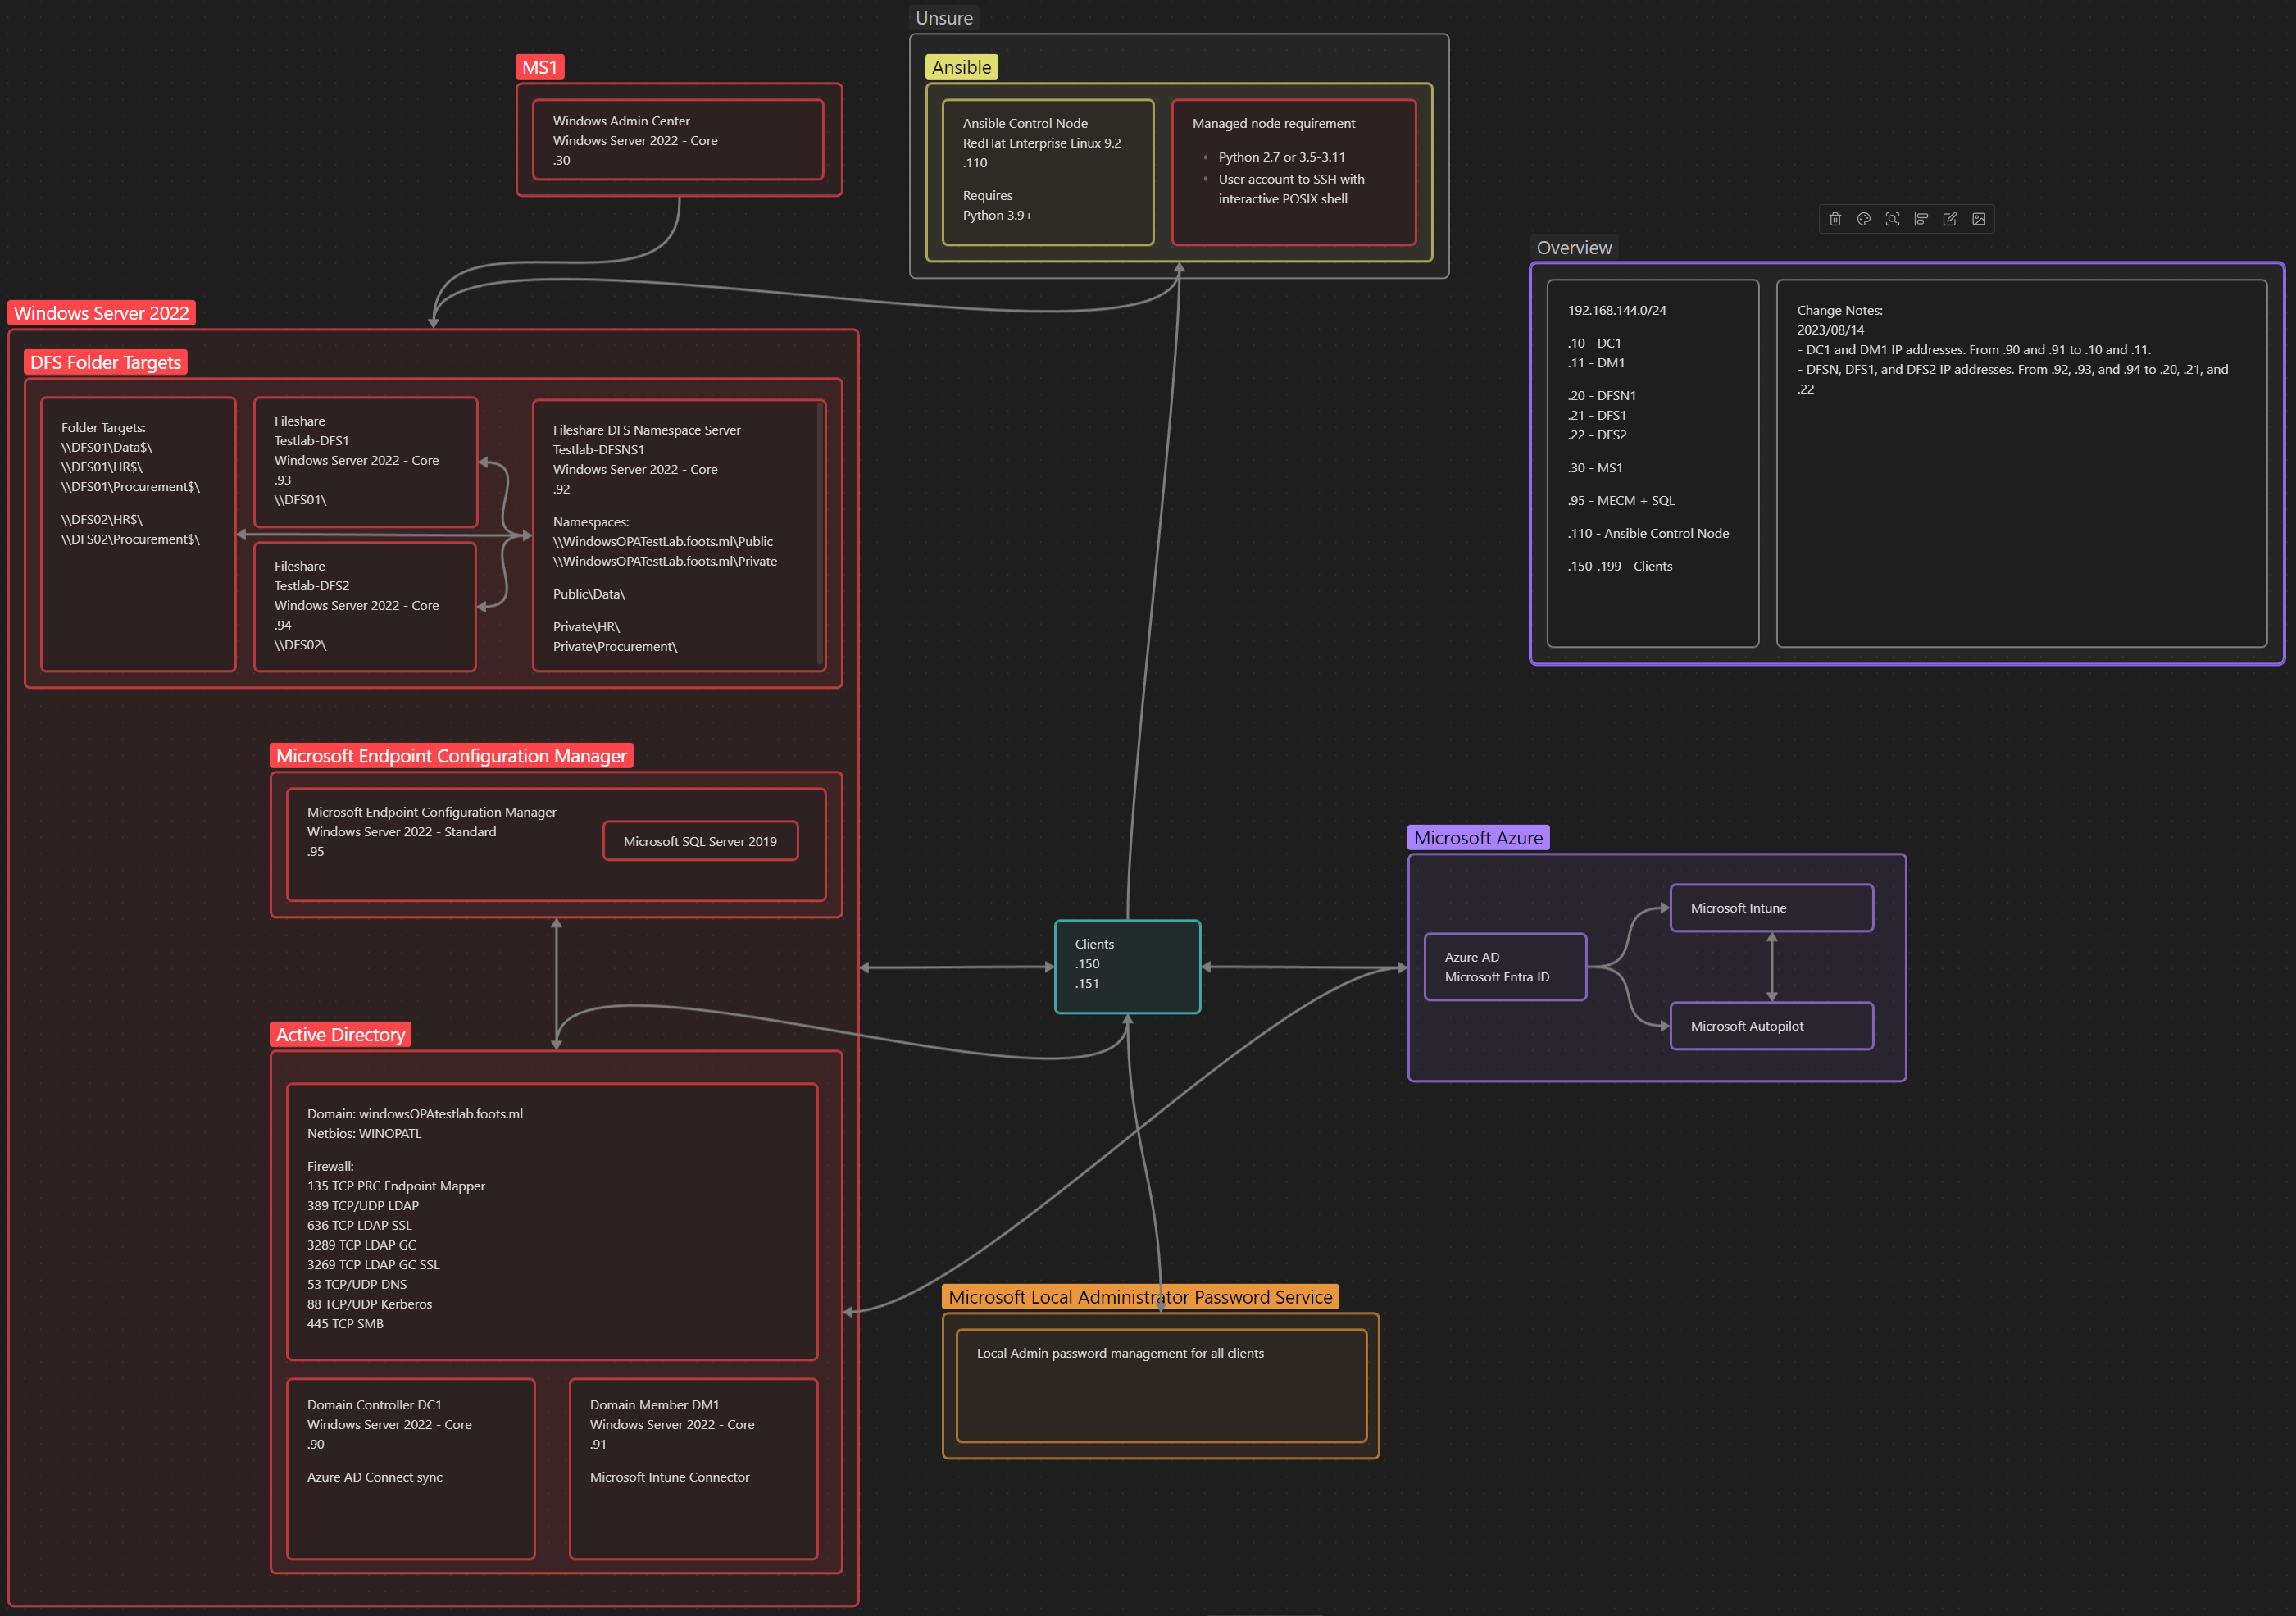 Unsure
MS1
Windows Admin Center
Windows Server 2022 - Core
.30
Ansible
Ansible Control Node
RedHat Enterprise Linux 9.2
.110
Requires
Python 3.9+
Managed node requirement
• Python 2.7 or 3.5-3.11
• User account to SSH with
interactive POSIX shell
Overview
192.168.144.0/24
.10 - DC1
.11 - DM1
.20 - DFSN1
.21 - DFS1
.22 - DFS2
.30 - MS1
.95 - MECM + SQL
.110 - Ansible Control Node
.150-.199 - Clients
Change Notes:
2023/08/14
- DC1 and DM1 IP addresses. From .90 and .91 to .10 and .11.
- DFSN, DFS1, and DFS2 IP addresses. From .92, .93, and .94 to .20, .21, and
.22
Windows Server 2022
DFS Folder Targets
Folder Targets:
\\DFS01\Data$\
\\DFS01\HR$\
\\DFS01\Procurement$\
\\DFS02\HR$\
\\DFS02\Procurement$\
Fileshare
Testlab-DFS1
Windows Server 2022 - Core
.93
\\DFS01\
Fileshare
Testlab-DFS2
Windows Server 2022 - Core
.94
\\DFS02\
Fileshare DFS Namespace Server
Testlab-DFSNS1
Windows Server 2022 - Core
.92
Namespaces:
\\WindowsOPATestLab.foots.ml\Public
\\WindowsOPATestLab.foots.ml\Private
Public\Data\
Private\HR\
Private\Procurement\
Microsoft Endpoint Configuration Manager
Microsoft Endpoint Configuration Manager
Windows Server 2022 - Standard
.95
Microsoft SQL Server 2019
Clients
.150
.151
Microsoft Azure
Azure AD
Microsoft Entra ID
Microsoft Intune
Microsoft Autopilot
Active Directory
Domain: windowsOPAtestlab.foots.ml
Netbios: WINOPATL
Firewall:
135 TCP PRC Endpoint Mapper
389 TCP/UDP LDAP
636 TCP LDAP SSL
3289 TCP LDAP GC
3269 TCP LDAP GC SSL
53 TCP/UDP DNS
88 TCP/UDP Kerberos
445 TCP SMB
Domain Controller DC1
Windows Server 2022 - Core
.90
Azure AD Connect sync
Domain Member DM1
Windows Server 2022 - Core
.91
Microsoft Intune Connector
Microsoft Local Administrator Password Service
Local Admin password management for all clients